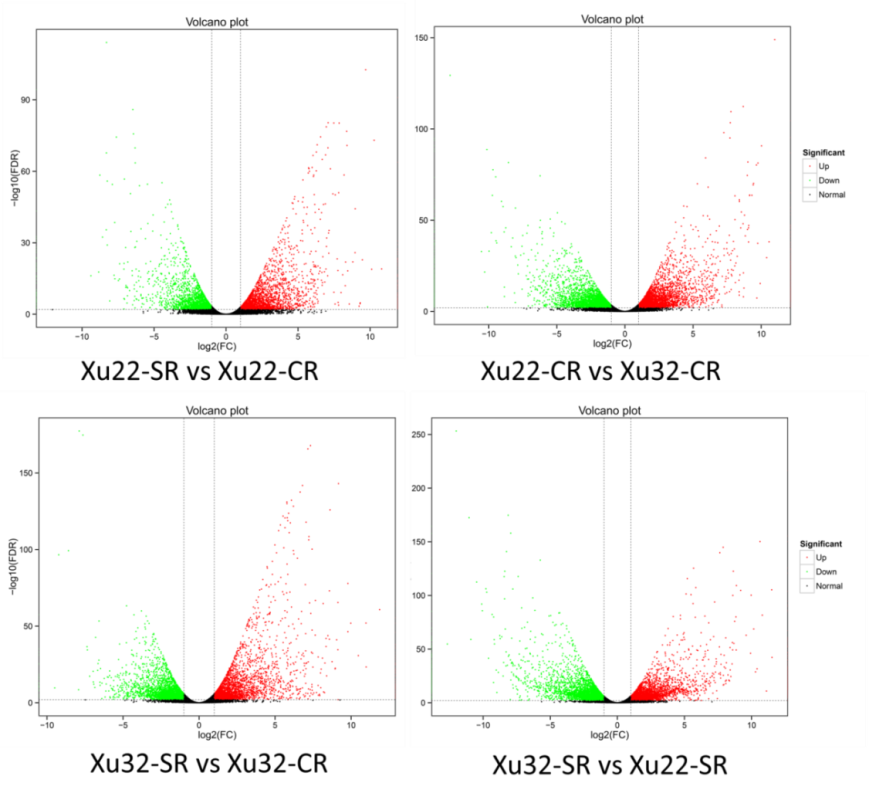 Volcano plot
−log10(FDR)
90
60
30
0
−10
−5
0
5
10
log2(FC)
Xu22-SR vs Xu22-CR
Volcano plot
150
100
50
0
−10
−5
0
5
10
log2(FC)
Significant
Up
Down
Normal
Xu22-CR vs Xu32-CR
Volcano plot
−log10(FDR)
150
100
50
0
−10
−5
0
5
10
log2(FC)
Xu32-SR vs Xu32-CR
Volcano plot
250
200
150
100
50
0
−10
−5
0
5
10
log2(FC)
Significant
Up
Down
Normal
Xu32-SR vs Xu22-SR